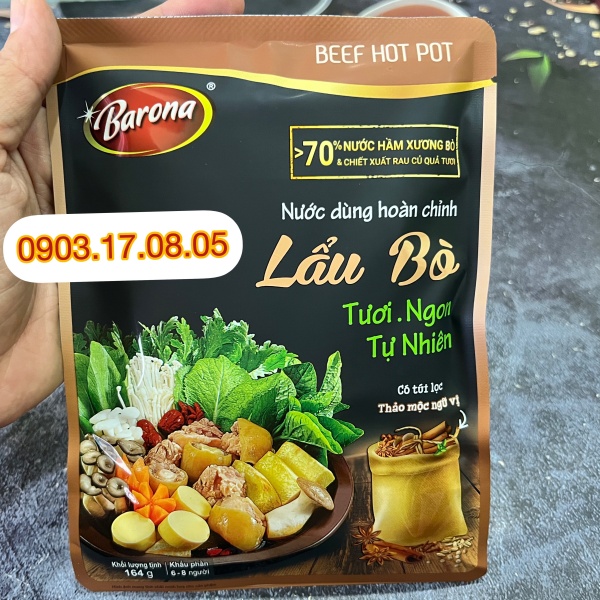 BEEF HOT POT
Barona®
>70% NƯỚC HẦM XƯƠNG BÒ
& CHIẾT XUẤT RAU CỦ QUẢ TƯƠI
Nước dùng hoàn chỉnh
0903.17.08.05
Lẩu Bò
Tươi.Ngon
Tự Nhiên
Có túi lọc
Thảo mộc ngũ vị
Khối lượng tịnh
164 g
Khẩu phần
6-8 người